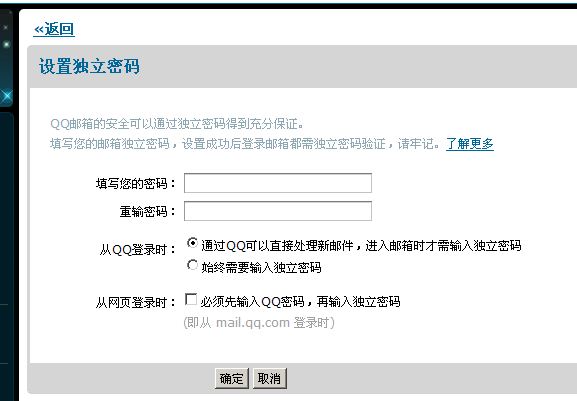 «返回
设置独立密码
QQ邮箱的安全可以通过独立密码得到充分保证。
填写您的邮箱独立密码，设置成功后登录邮箱都需独立密码验证，请牢记。了解更多
填写您的密码：
重输密码：
从QQ登录时： 通过QQ可以直接处理新邮件，进入邮箱时才需输入独立密码
始终需要输入独立密码
从网页登录时： 必须先输入QQ密码，再输入独立密码
(即从 mail.qq.com 登录时)
确定 取消